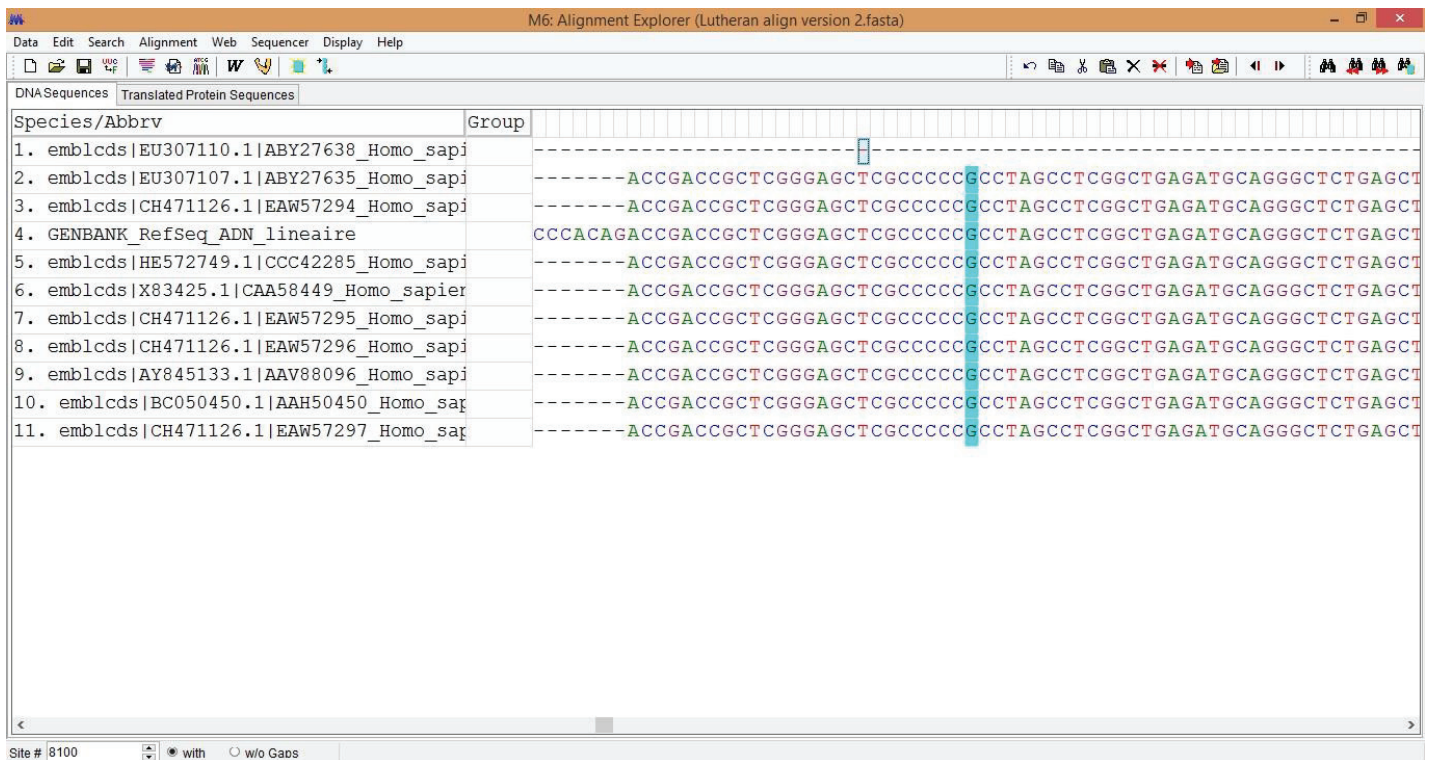 M6: Alignment Explorer (Lutheran align version 2.fasta)
Data Edit Search Alignment Web Sequencer Display Help
W
DNA Sequences Translated Protein Sequences
Species/Abbrv Group
1. emblcds|EU307110.1|ABY27638_Homo_sapi ------------------------------------------------------------------
2. emblcds|EU307107.1|ABY27635_Homo_sapi -------ACCGACCGCTCGGGAGCTCGCCCCCGCCTAGCCTCGGCTGAGATGCAGGGCTCTGAGCT
3. emblcds|CH471126.1|EAW57294_Homo_sapi -------ACCGACCGCTCGGGAGCTCGCCCCCGCCTAGCCTCGGCTGAGATGCAGGGCTCTGAGCT
4. GENBANK_RefSeq_ADN_lineaire CCCACAGACCGACCGCTCGGGAGCTCGCCCCCGCCTAGCCTCGGCTGAGATGCAGGGCTCTGAGCT
5. emblcds|HE572749.1|CCC42285_Homo_sapi -------ACCGACCGCTCGGGAGCTCGCCCCCGCCTAGCCTCGGCTGAGATGCAGGGCTCTGAGCT
6. emblcds|X83425.1|CAA58449_Homo_sapien -------ACCGACCGCTCGGGAGCTCGCCCCCGCCTAGCCTCGGCTGAGATGCAGGGCTCTGAGCT
7. emblcds|CH471126.1|EAW57295_Homo_sapi -------ACCGACCGCTCGGGAGCTCGCCCCCGCCTAGCCTCGGCTGAGATGCAGGGCTCTGAGCT
8. emblcds|CH471126.1|EAW57296_Homo_sapi -------ACCGACCGCTCGGGAGCTCGCCCCCGCCTAGCCTCGGCTGAGATGCAGGGCTCTGAGCT
9. emblcds|AY845133.1|AAV88096_Homo_sapi -------ACCGACCGCTCGGGAGCTCGCCCCCGCCTAGCCTCGGCTGAGATGCAGGGCTCTGAGCT
10. emblcds|BC050450.1|AAH50450_Homo_sap -------ACCGACCGCTCGGGAGCTCGCCCCCGCCTAGCCTCGGCTGAGATGCAGGGCTCTGAGCT
11. emblcds|CH471126.1|EAW57297_Homo_sap -------ACCGACCGCTCGGGAGCTCGCCCCCGCCTAGCCTCGGCTGAGATGCAGGGCTCTGAGCT
Site # 8100 with w/o Gaps